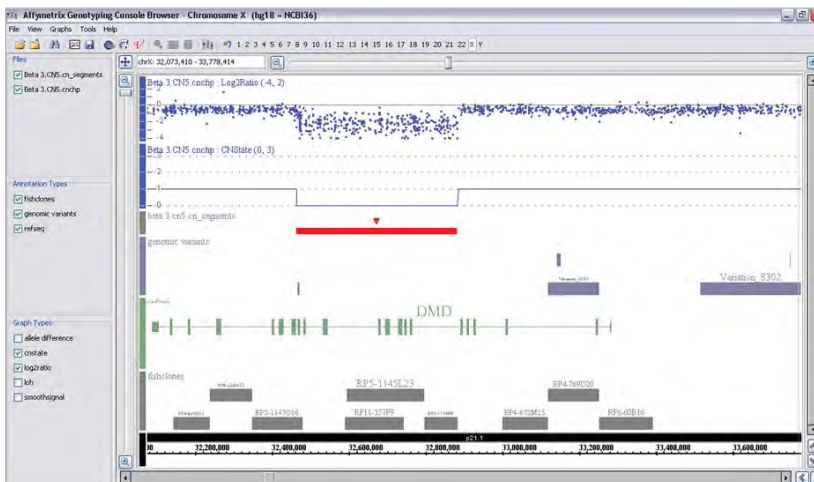 Affymetrix Genotyping Console Browser - Chromosome X (hg18 = NCBI36)
File View Graphs Tools Help
1 2 3 4 5 6 7 8 9 10 11 12 13 14 15 16 17 18 19 20 21 22 X Y
Files
chrX: 32,073,410 - 33,778,414
Beta 3.CN5.cn_segments
Beta 3.CN5.cnchp
Beta 3.CN5.cnchp : Log2Ratio (-4, 2)
Beta 3.CN5.cnchp : CNState (0, 3)
Annotation Types
fishclones
genomic variants
refseq
beta 3 cn5 cn_segments
genomic variants
Variation_8302
DMD
Graph Types
allele difference
cnstate
log2ratio
loh
smoothsignal
fishclones
RP5-1145L23
RP4-769D20
RP5-1147O16
RP11-357F9
RP4-672M15
RP6-60B16
p21.1
32,200,000
32,400,000
32,600,000
32,800,000
33,000,000
33,200,000
33,400,000
33,600,000